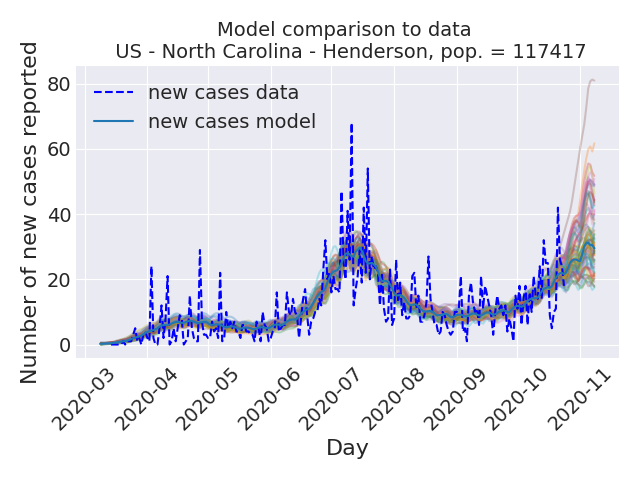 Model comparison to data
US - North Carolina - Henderson, pop. = 117417
Number of new cases reported
80
60
40
20
0
new cases data
new cases model
2020-03
2020-04
2020-05
2020-06
2020-07
2020-08
2020-09
2020-10
2020-11
Day